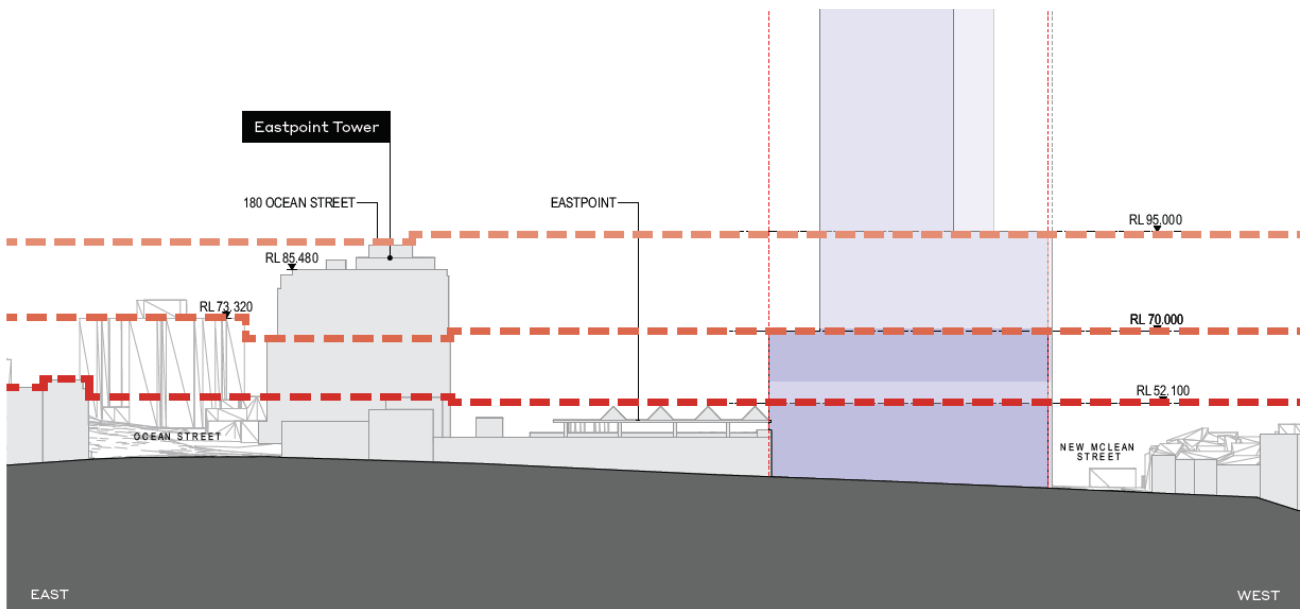 Eastpoint Tower
180 OCEAN STREET
EASTPOINT
RL 95,000
RL 85,480
RL 73,320
RL 70,000
RL 52,100
OCEAN STREET
NEW MCLEAN
STREET
EAST
WEST